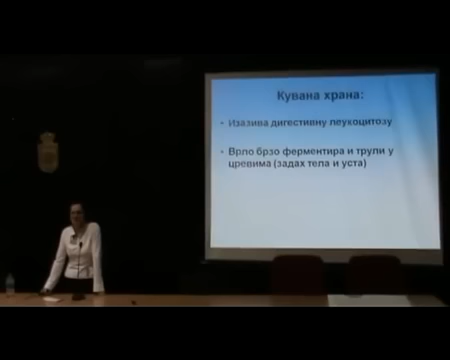 Кувана храна:
• Изазива дигестивну леукоцитозу
• Врло брзо ферментира и трули у
цревима (задах тела и уста)